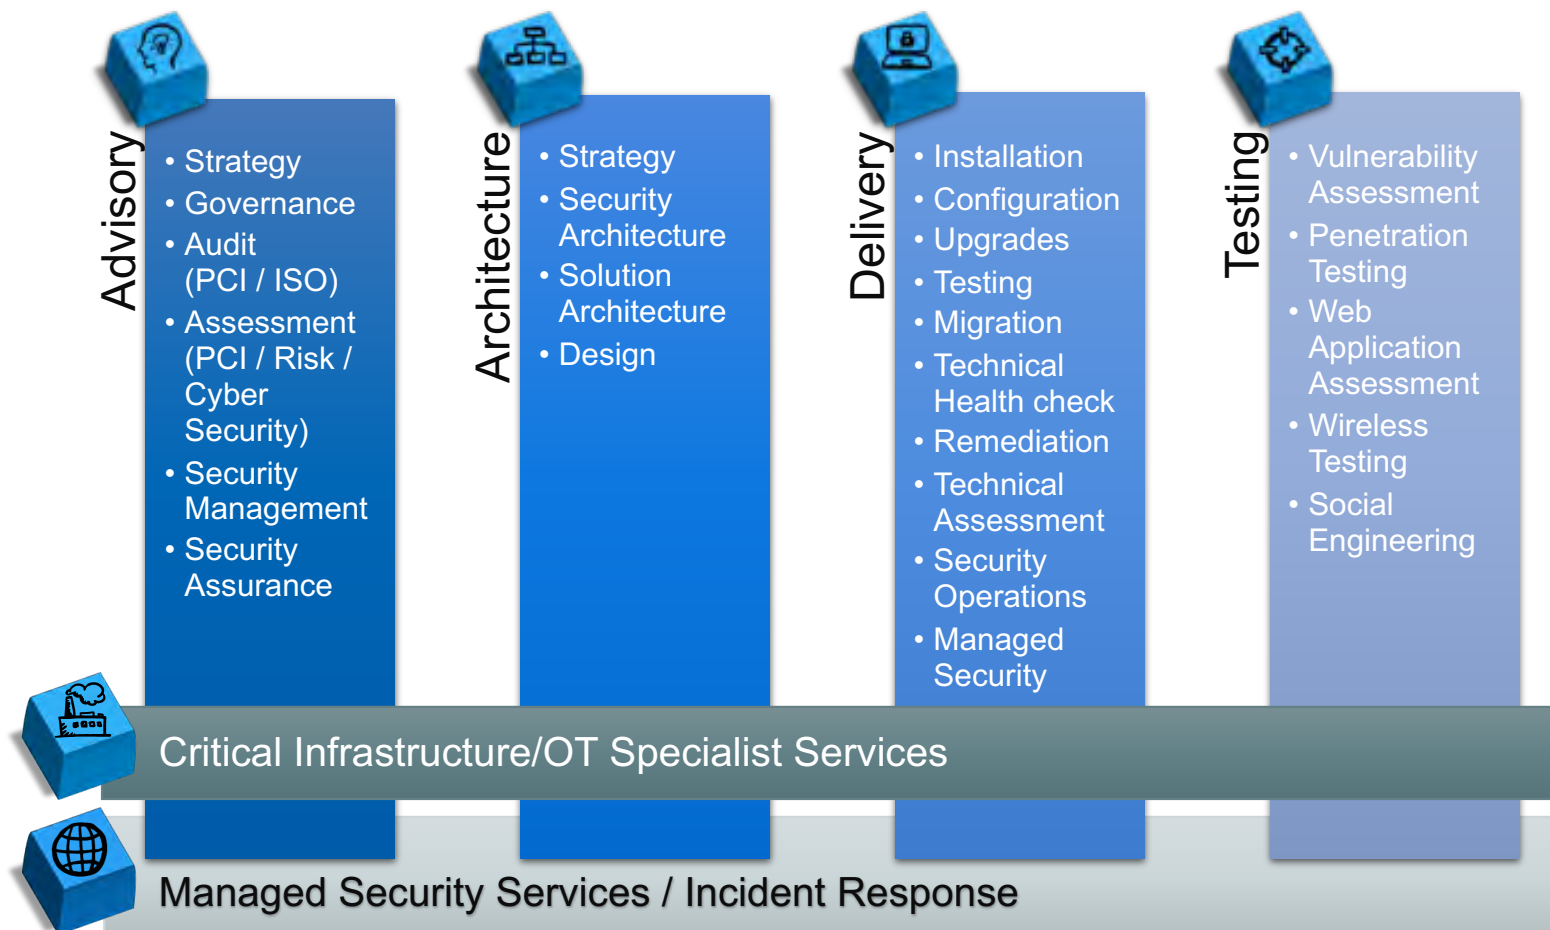 Advisory
• Strategy
• Governance
• Audit
(PCI / ISO)
• Assessment
(PCI / Risk /
Cyber
Security)
• Security
Management
• Security
Assurance
Architecture
• Strategy
• Security
Architecture
• Solution
Architecture
• Design
Delivery
• Installation
• Configuration
• Upgrades
• Testing
• Migration
• Technical
Health check
• Remediation
• Technical
Assessment
• Security
Operations
• Managed
Security
Testing
• Vulnerability
Assessment
• Penetration
Testing
• Web
Application
Assessment
• Wireless
Testing
• Social
Engineering
Critical Infrastructure/OT Specialist Services
Managed Security Services / Incident Response